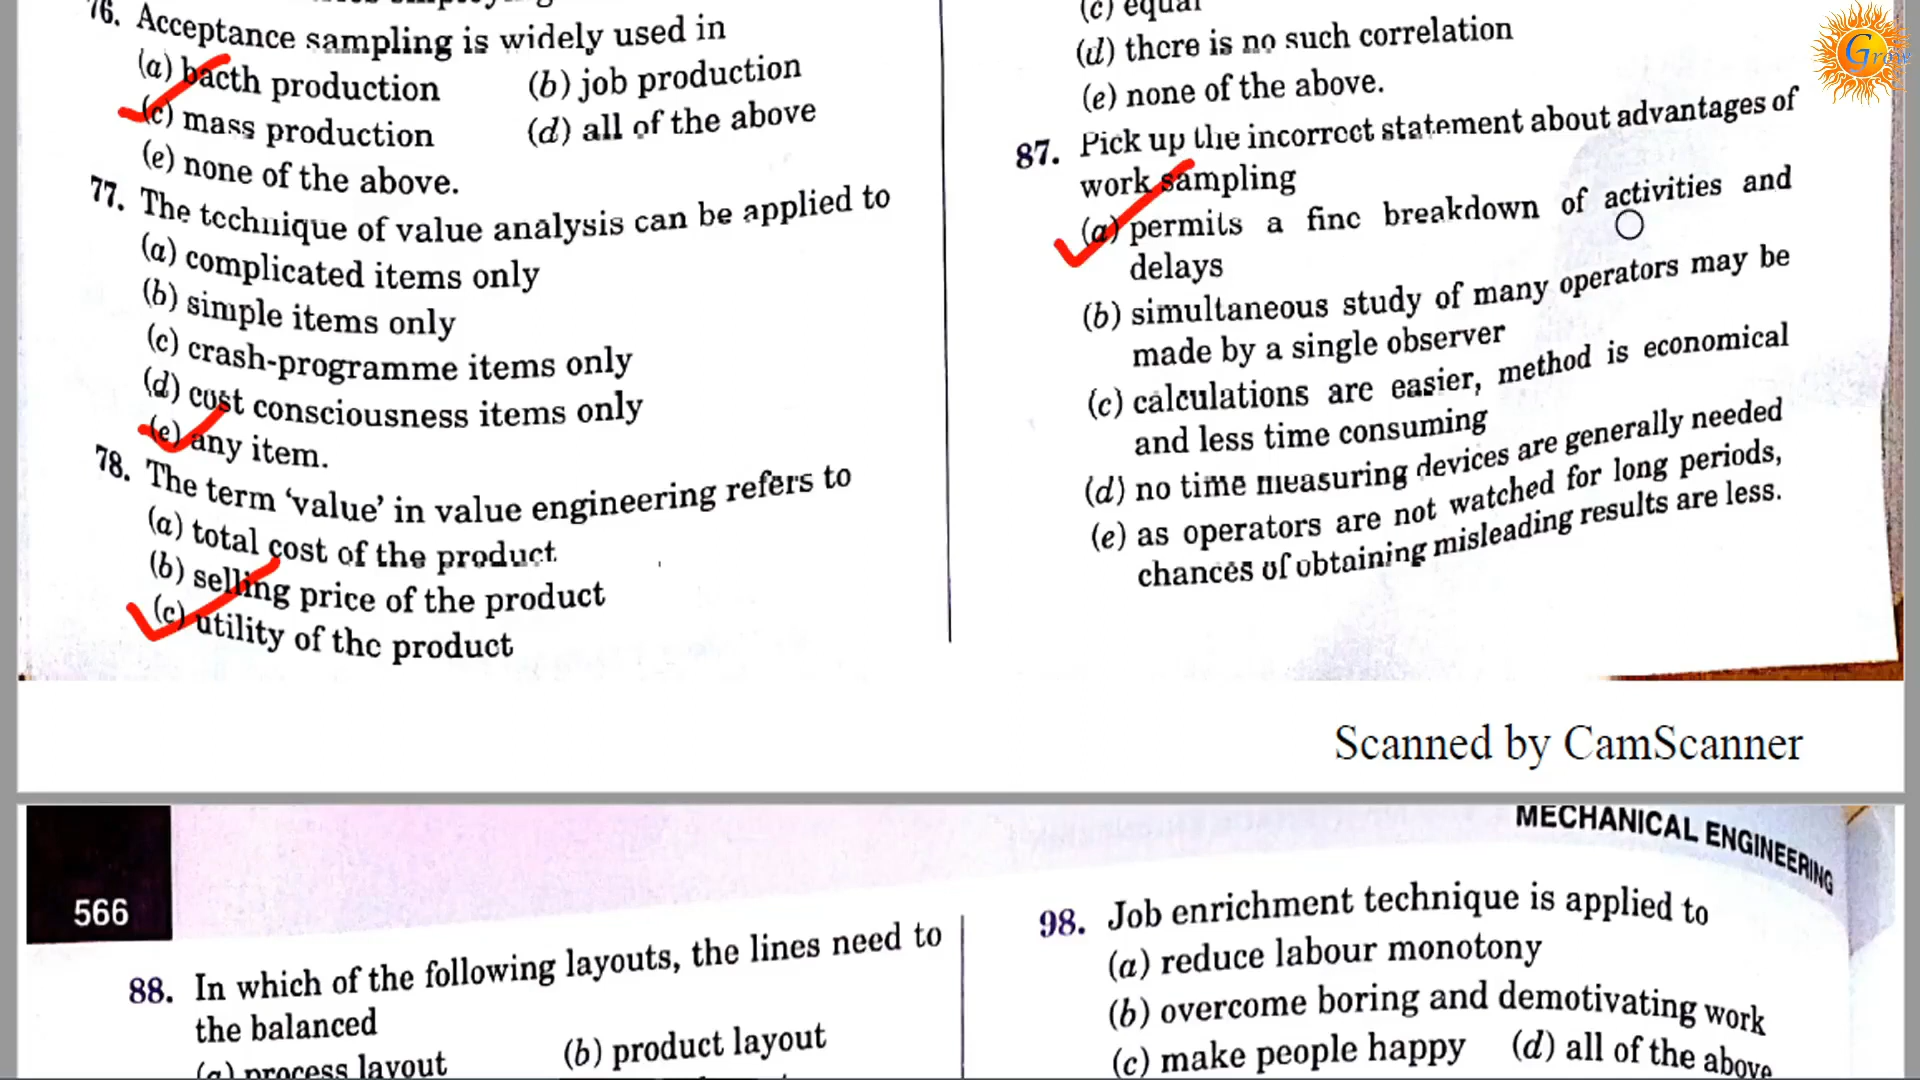 76. Acceptance sampling is widely used in
(a) bacth production (b) job production
(c) mass production (d) all of the above
(e) none of the above.
77. The technique of value analysis can be applied to
(a) complicated items only
(b) simple items only
(c) crash-programme items only
(d) cost consciousness items only
(e) any item.
78. The term ‘value’ in value engineering refers to
(a) total cost of the product
(b) selling price of the product
(c) utility of the product
(c) equal
(d) there is no such correlation
(e) none of the above.
87. Pick up the incorrect statement about advantages of
work sampling
(a) permits a fine breakdown of activities and
delays
(b) simultaneous study of many operators may be
made by a single observer
(c) calculations are easier, method is economical
and less time consuming
(d) no time measuring devices are generally needed
(e) as operators are not watched for long periods,
chances of obtaining misleading results are less.
Grow
Scanned by CamScanner
MECHANICAL ENGINEERING
566
88. In which of the following layouts, the lines need to
the balanced
(a) process layout (b) product layout
98. Job enrichment technique is applied to
(a) reduce labour monotony
(b) overcome boring and demotivating work
(c) make people happy (d) all of the above